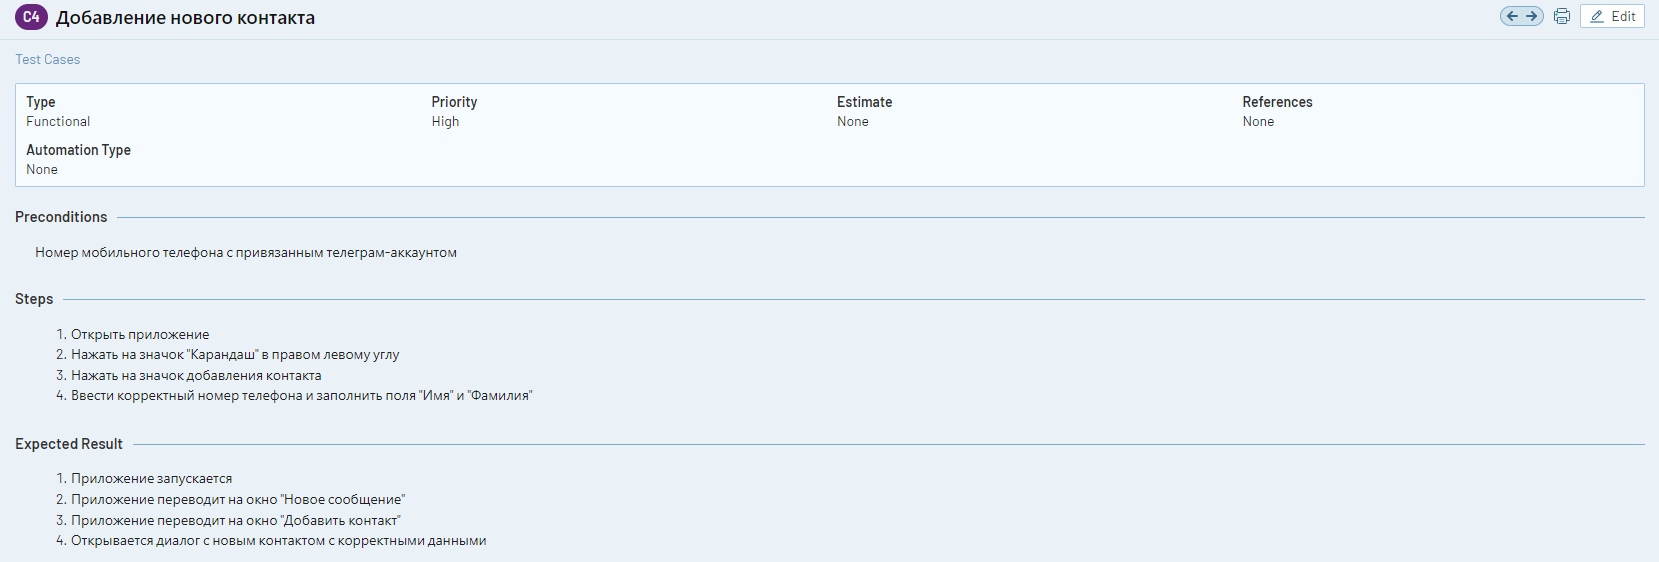 C4 Добавление нового контакта Edit
Test Cases
Type Priority Estimate References
Functional High None None
Automation Type
None
Preconditions
Номер мобильного телефона с привязанным телеграм-аккаунтом
Steps
1. Открыть приложение
2. Нажать на значок "Карандаш" в правом левому углу
3. Нажать на значок добавления контакта
4. Ввести корректный номер телефона и заполнить поля "Имя" и "Фамилия"
Expected Result
1. Приложение запускается
2. Приложение переводит на окно "Новое сообщение"
3. Приложение переводит на окно "Добавить контакт"
4. Открывается диалог с новым контактом с корректными данными